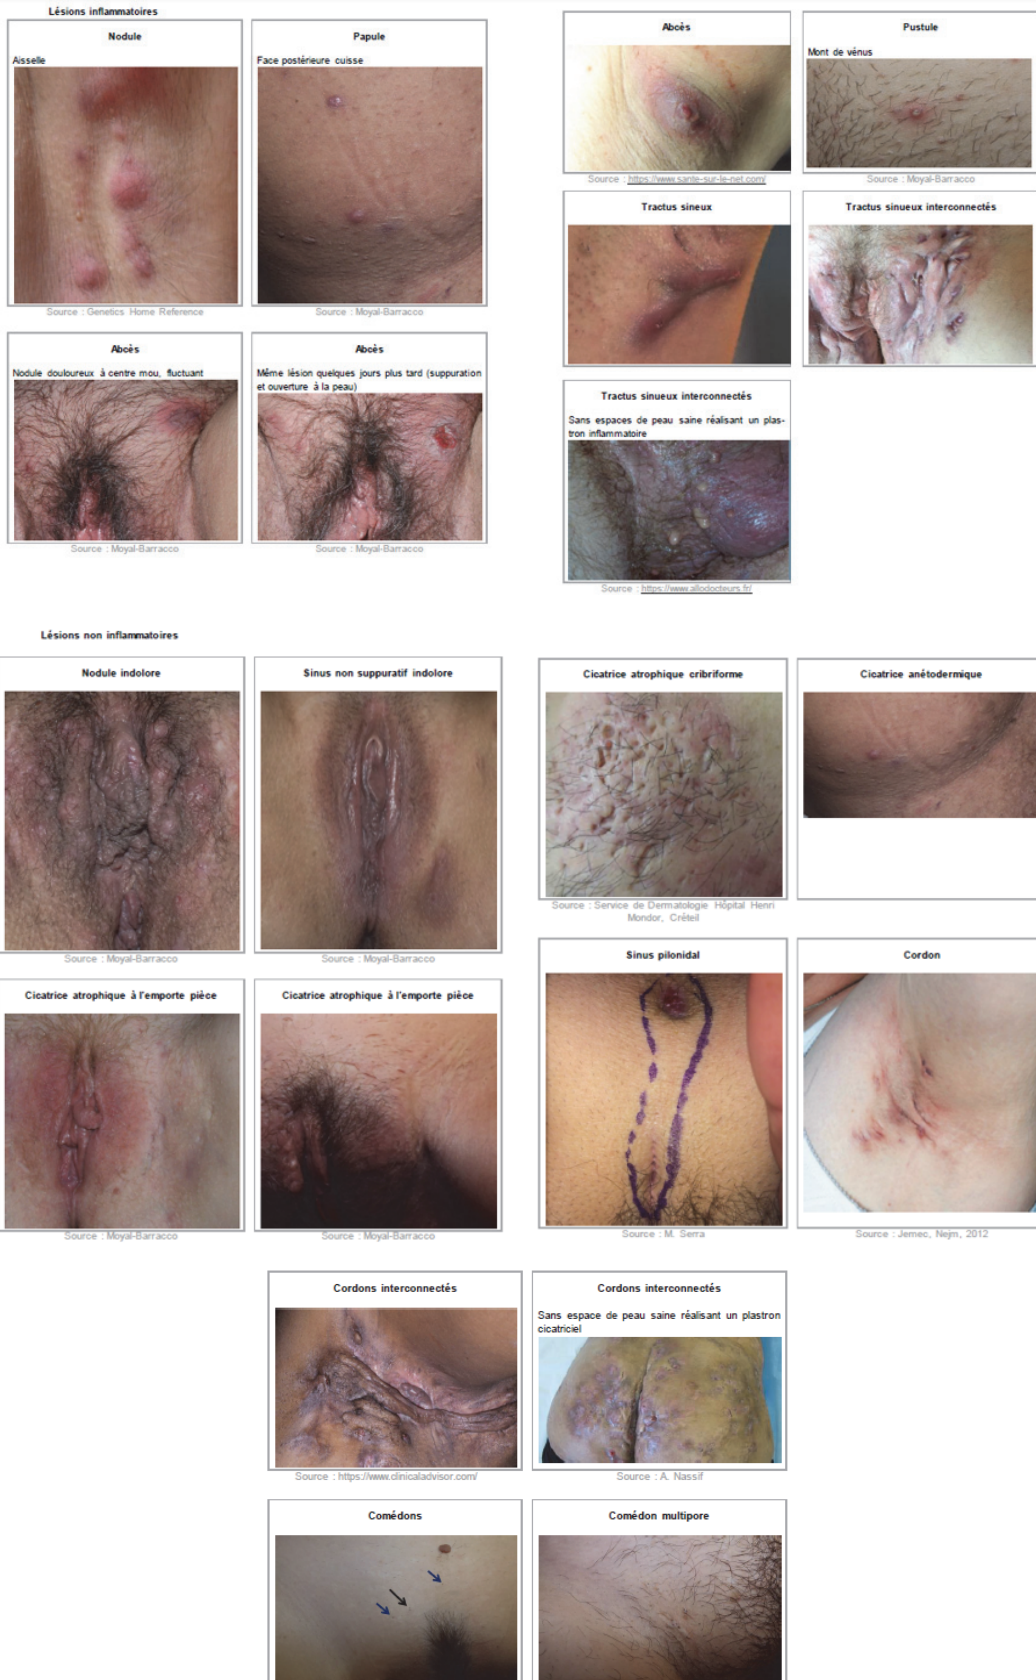 Lésions inflammatoires
Nodule
Aisselle
Source : Genetics Home Reference
Papule
Face postérieure cuisse
Source : Moyal-Barracco
Abcès
Source : https://www.sante-sur-le-net.com/
Pustule
Mont de vénus
Source : Moyal-Barracco
Tractus sineux
Tractus sinueux interconnectés
Abcès
Nodule douloureux à centre mou, fluctuant
Source : Moyal-Barracco
Abcès
Même lésion quelques jours plus tard (suppuration
et ouverture à la peau)
Source : Moyal-Barracco
Tractus sinueux interconnectés
Sans espaces de peau saine réalisant un plas-
tron inflammatoire
Source : https://www.allodocteurs.fr/
Lésions non inflammatoires
Nodule indolore
Source : Moyal-Barracco
Sinus non suppuratif indolore
Source : Moyal-Barracco
Cicatrice atrophique cribriforme
Source : Service de Dermatologie Hôpital Henri
Mondor, Créteil
Cicatrice anétodermique
Cicatrice atrophique à l'emporte pièce
Source : Moyal-Barracco
Cicatrice atrophique à l'emporte pièce
Source : Moyal-Barracco
Sinus pilonidal
Source : M. Serra
Cordon
Source : Jemec, Nejm, 2012
Cordons interconnectés
Source : https://www.clinicaladvisor.com/
Cordons interconnectés
Sans espace de peau saine réalisant un plastron
cicatriciel
Source : A. Nassif
Comédons
Comédon multipore